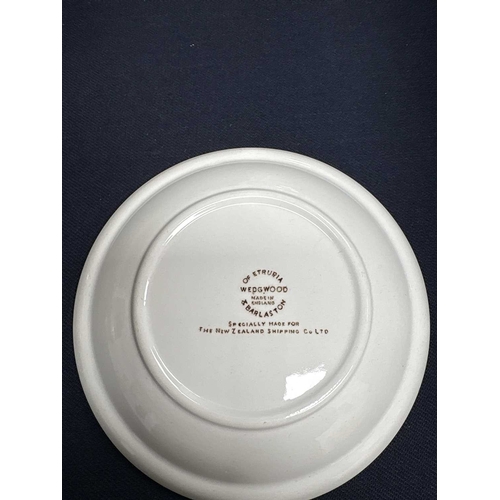 OF ETRURIA
WEDGWOOD
MADE IN
ENGLAND
& BARLASTON
SPECIALLY MADE FOR
THE NEW ZEALAND SHIPPING CO LTD